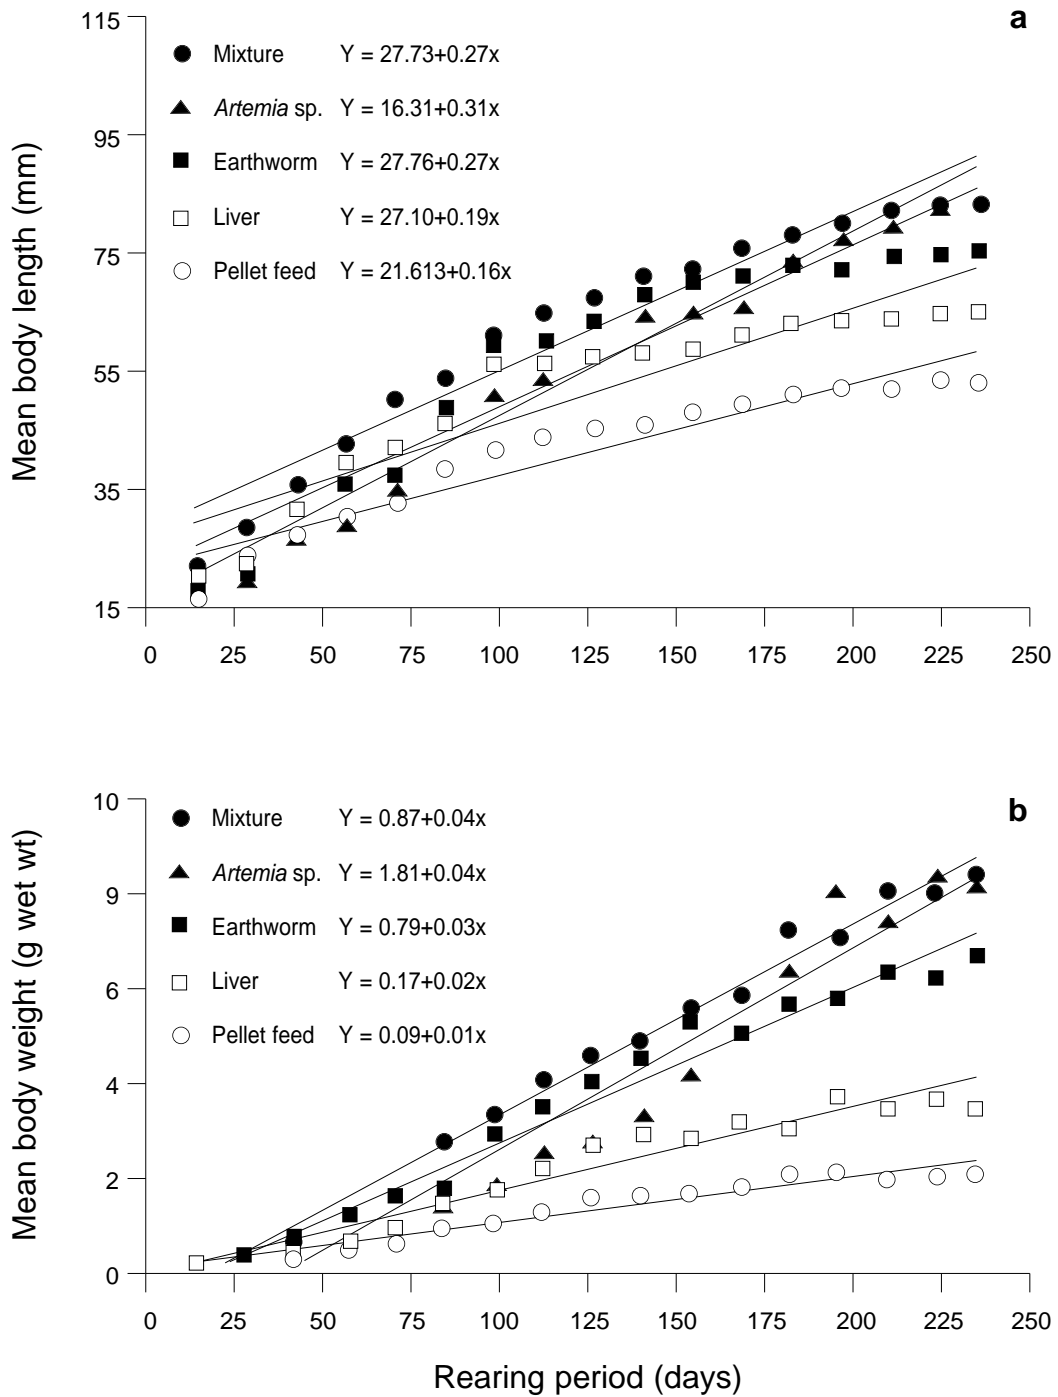 a
115
95
75
55
35
15
Mean body length (mm)
Mixture Y = 27.73+0.27x
Artemia sp. Y = 16.31+0.31x
Earthworm Y = 27.76+0.27x
Liver Y = 27.10+0.19x
Pellet feed Y = 21.613+0.16x
0 25 50 75 100 125 150 175 200 225 250
b
10
9
6
4
2
0
Mean body weight (g wet wt)
Mixture Y = 0.87+0.04x
Artemia sp. Y = 1.81+0.04x
Earthworm Y = 0.79+0.03x
Liver Y = 0.17+0.02x
Pellet feed Y = 0.09+0.01x
0 25 50 75 100 125 150 175 200 225 250
Rearing period (days)